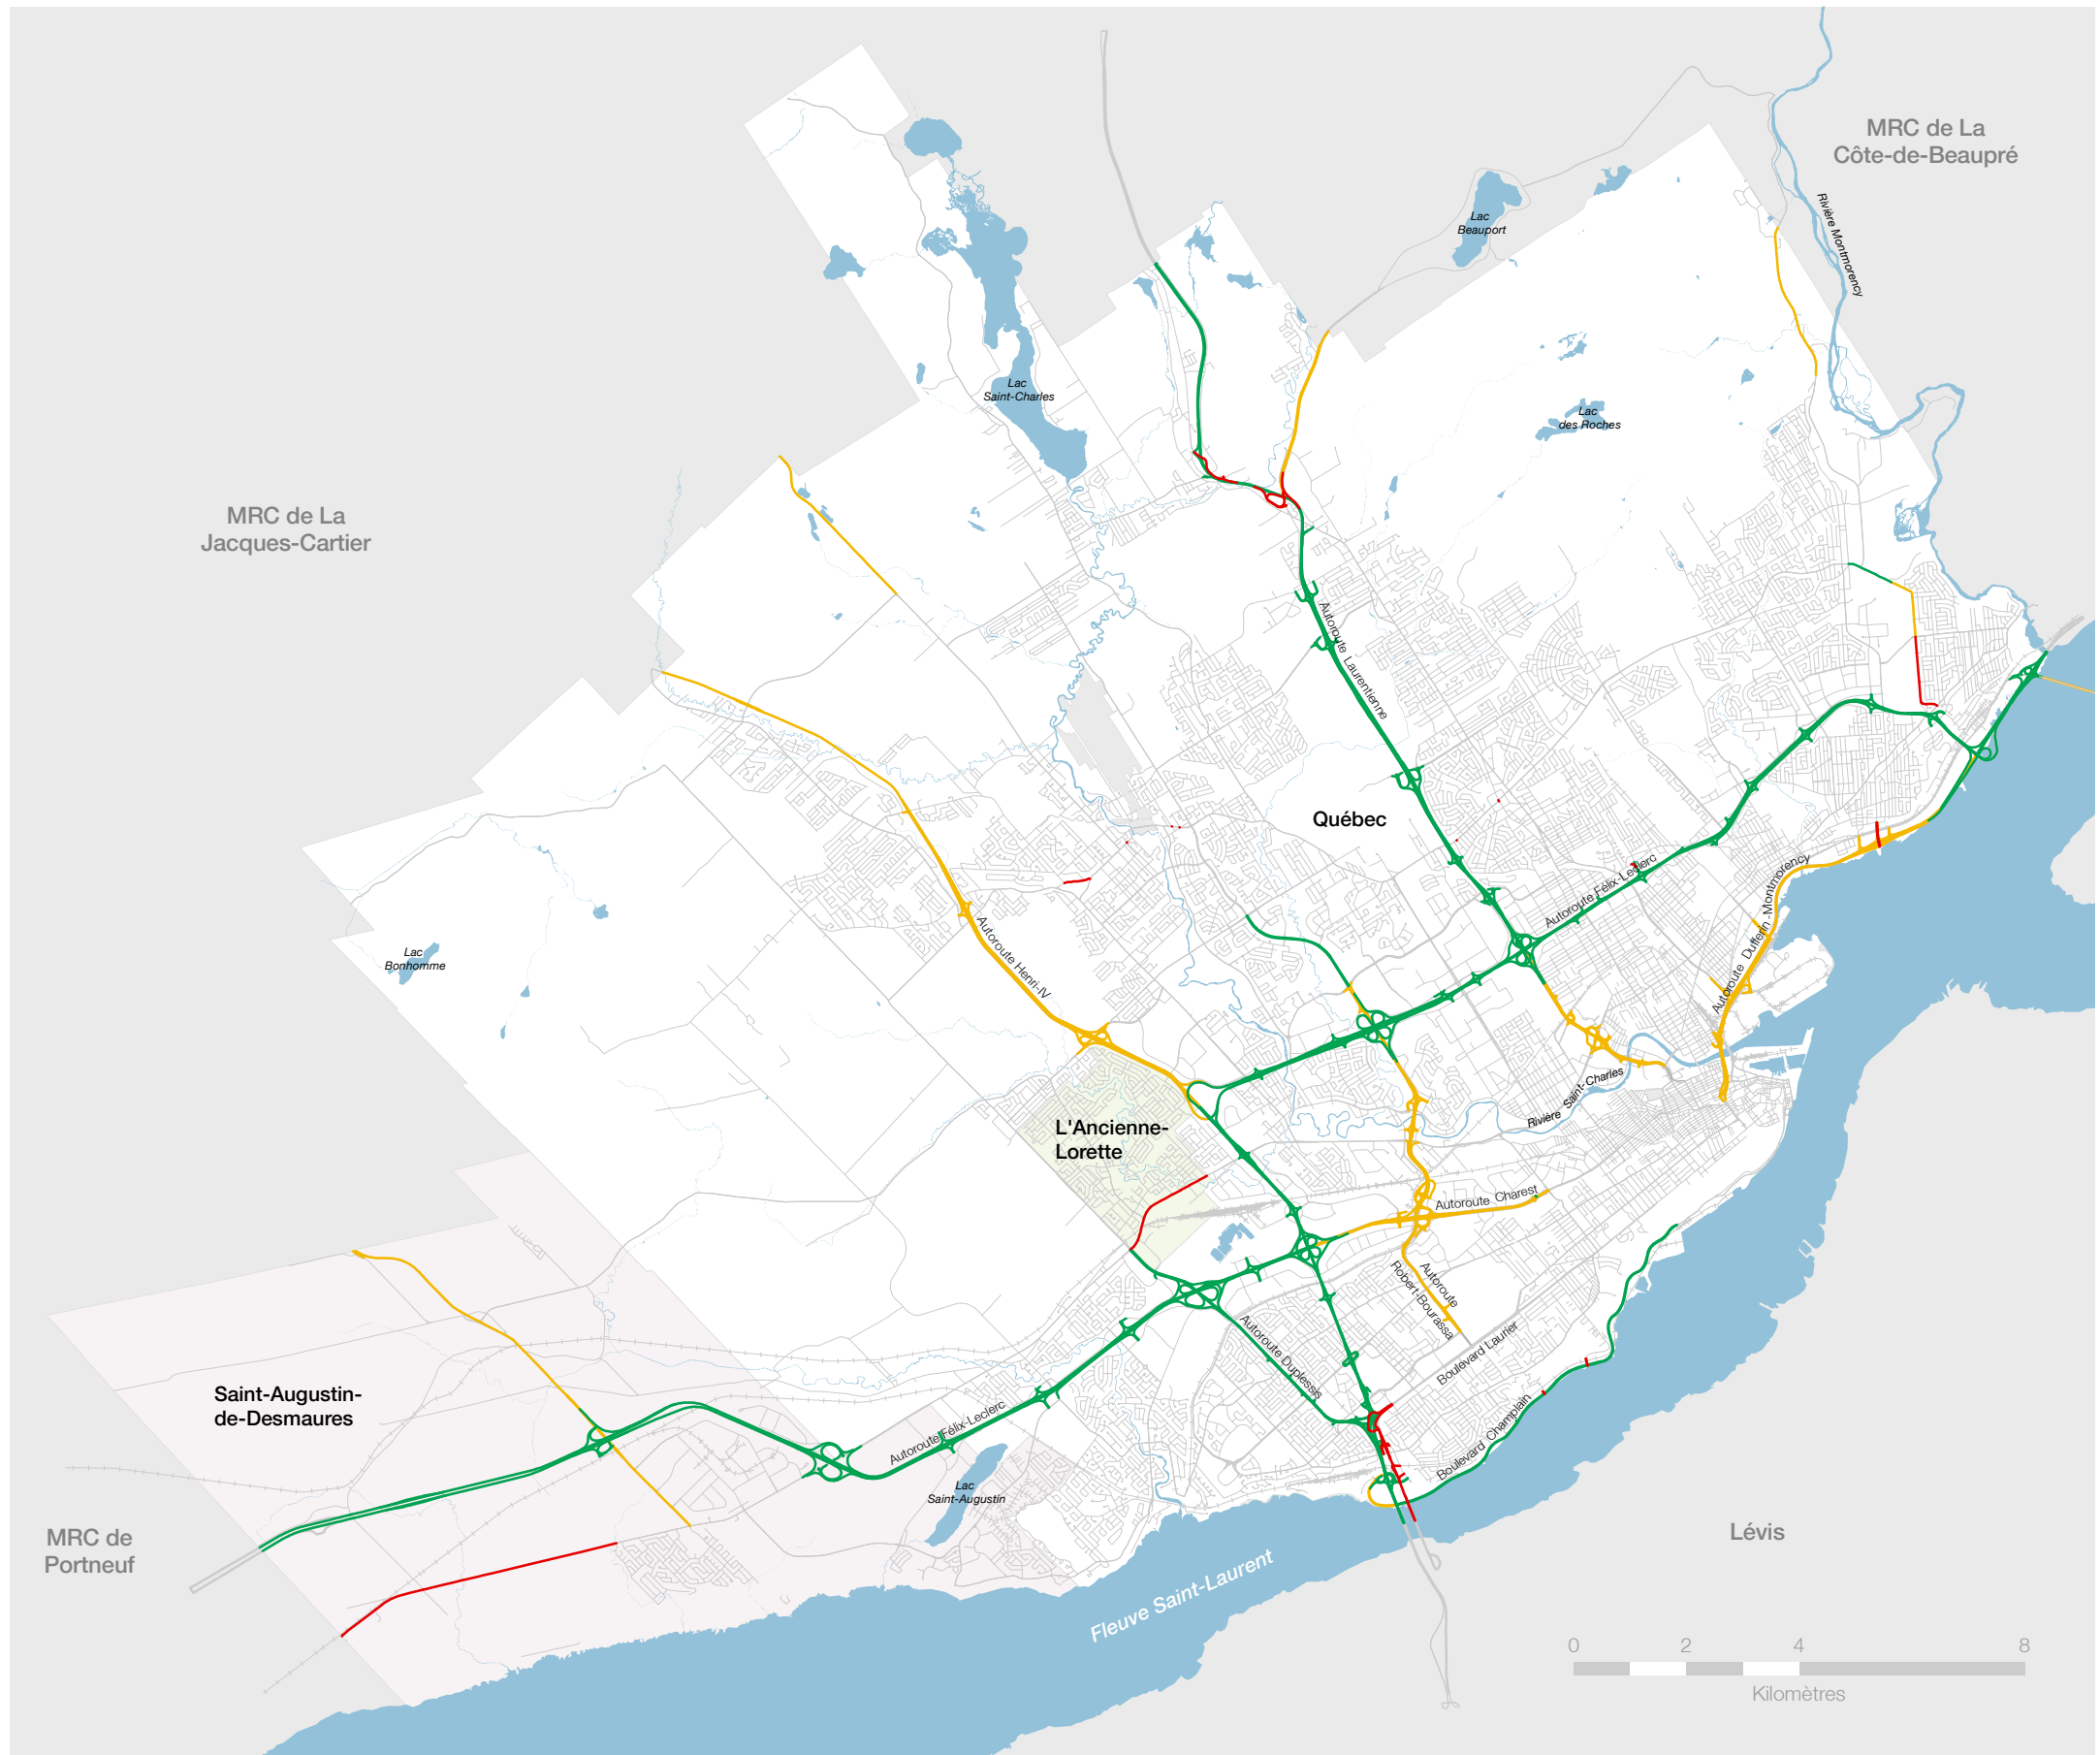 MRC de La
Côte-de-Beaupré
Rivière Montmorency
Lac
Beauport
Lac
Saint-Charles
Lac
des Roches
MRC de La
Jacques-Cartier
Autoroute Laurentienne
Québec
Autoroute Félix-Leclerc
Autoroute Dufferin-Montmorency
Lac
Bonhomme
Autoroute Henri-IV
Rivière Saint-Charles
L'Ancienne-
Lorette
Autoroute Charest
Autoroute
Robert-Bourassa
Autoroute Duplessis
Boulevard Laurier
Boulevard Champlain
Saint-Augustin-
de-Desmaures
Autoroute Félix-Leclerc
Lac
Saint-Augustin
MRC de
Portneuf
Lévis
Fleuve Saint-Laurent
0 2 4 8
Kilomètres